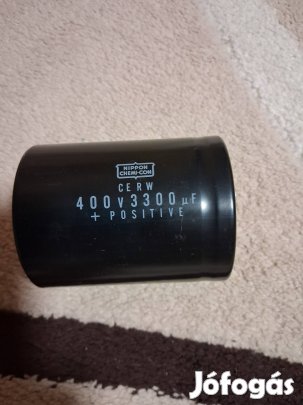 NIPPON
CHEMI-CON
CE RW
400V3300µF
+ POSITIVE
Jófogás